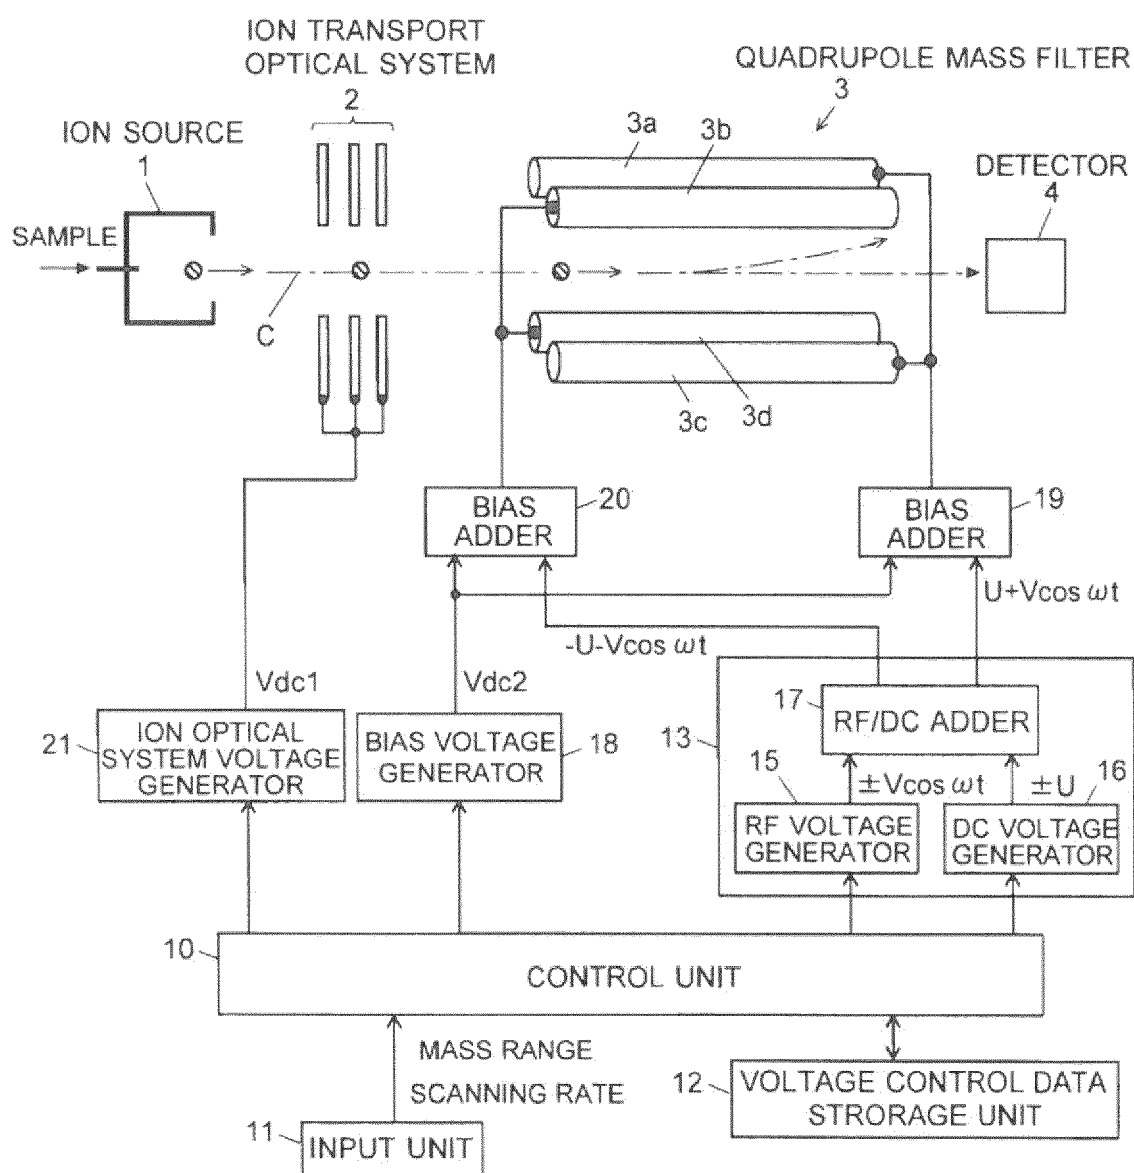 ION TRANSPORT
OPTICAL SYSTEM
2
QUADRUPOLE MASS FILTER
3
ION SOURCE
1
3a
3b
DETECTOR
4
SAMPLE
C
3c
3d
BIAS
ADDER
20
BIAS
ADDER
19
U+Vcos ωt
-U-Vcos ωt
Vdc1
Vdc2
21
ION OPTICAL
SYSTEM VOLTAGE
GENERATOR
BIAS VOLTAGE
GENERATOR
18
13
17
RF/DC ADDER
15
±Vcos ωt
±U
16
RF VOLTAGE
GENERATOR
DC VOLTAGE
GENERATOR
10
CONTROL UNIT
MASS RANGE
SCANNING RATE
11
INPUT UNIT
12
VOLTAGE CONTROL DATA
STRORAGE UNIT